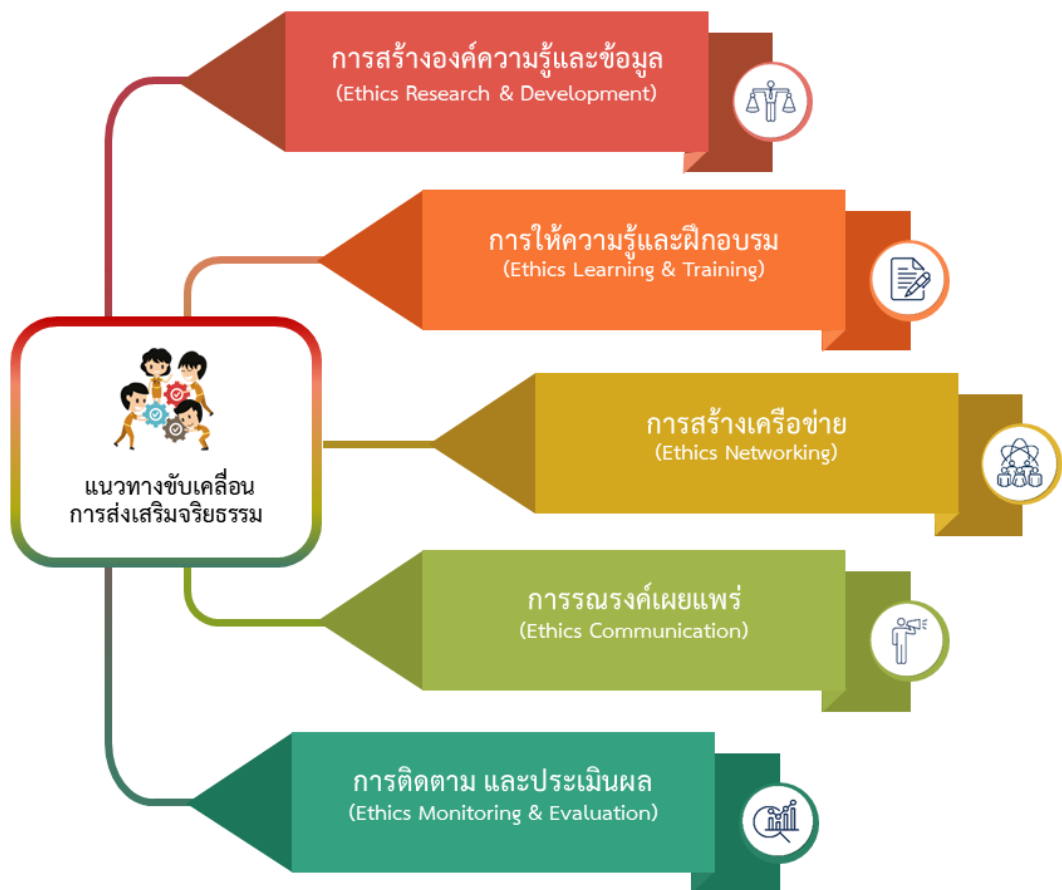 การสร้างองค์ความรู้และข้อมูล
(Ethics Research & Development)
การให้ความรู้และฝึกอบรม
(Ethics Learning & Training)
การสร้างเครือข่าย
(Ethics Networking)
แนวทางขับเคลื่อน
การส่งเสริมจริยธรรม
การรณรงค์เผยแพร่
(Ethics Communication)
การติดตาม และประเมินผล
(Ethics Monitoring & Evaluation)